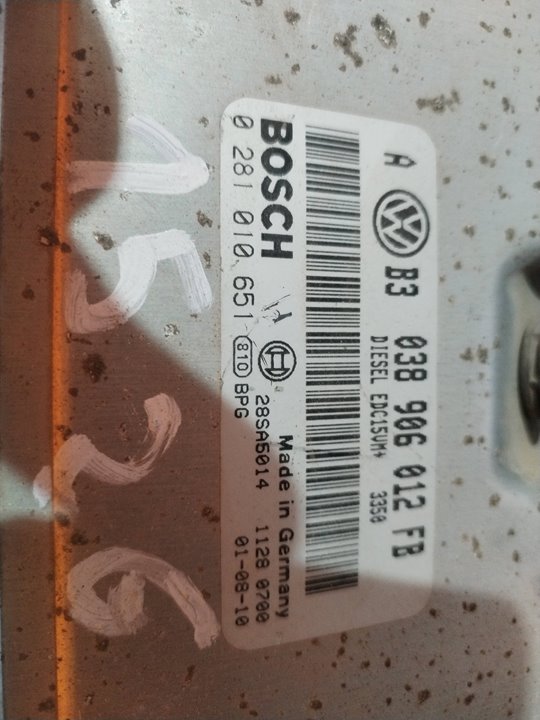 A B3 038 906 012 FB
DIESEL EDC15VM+ 3350
BOSCH Made in Germany
0 281 010 651 810 BPG 28SA5014 1128 0700
01-08-10
1526